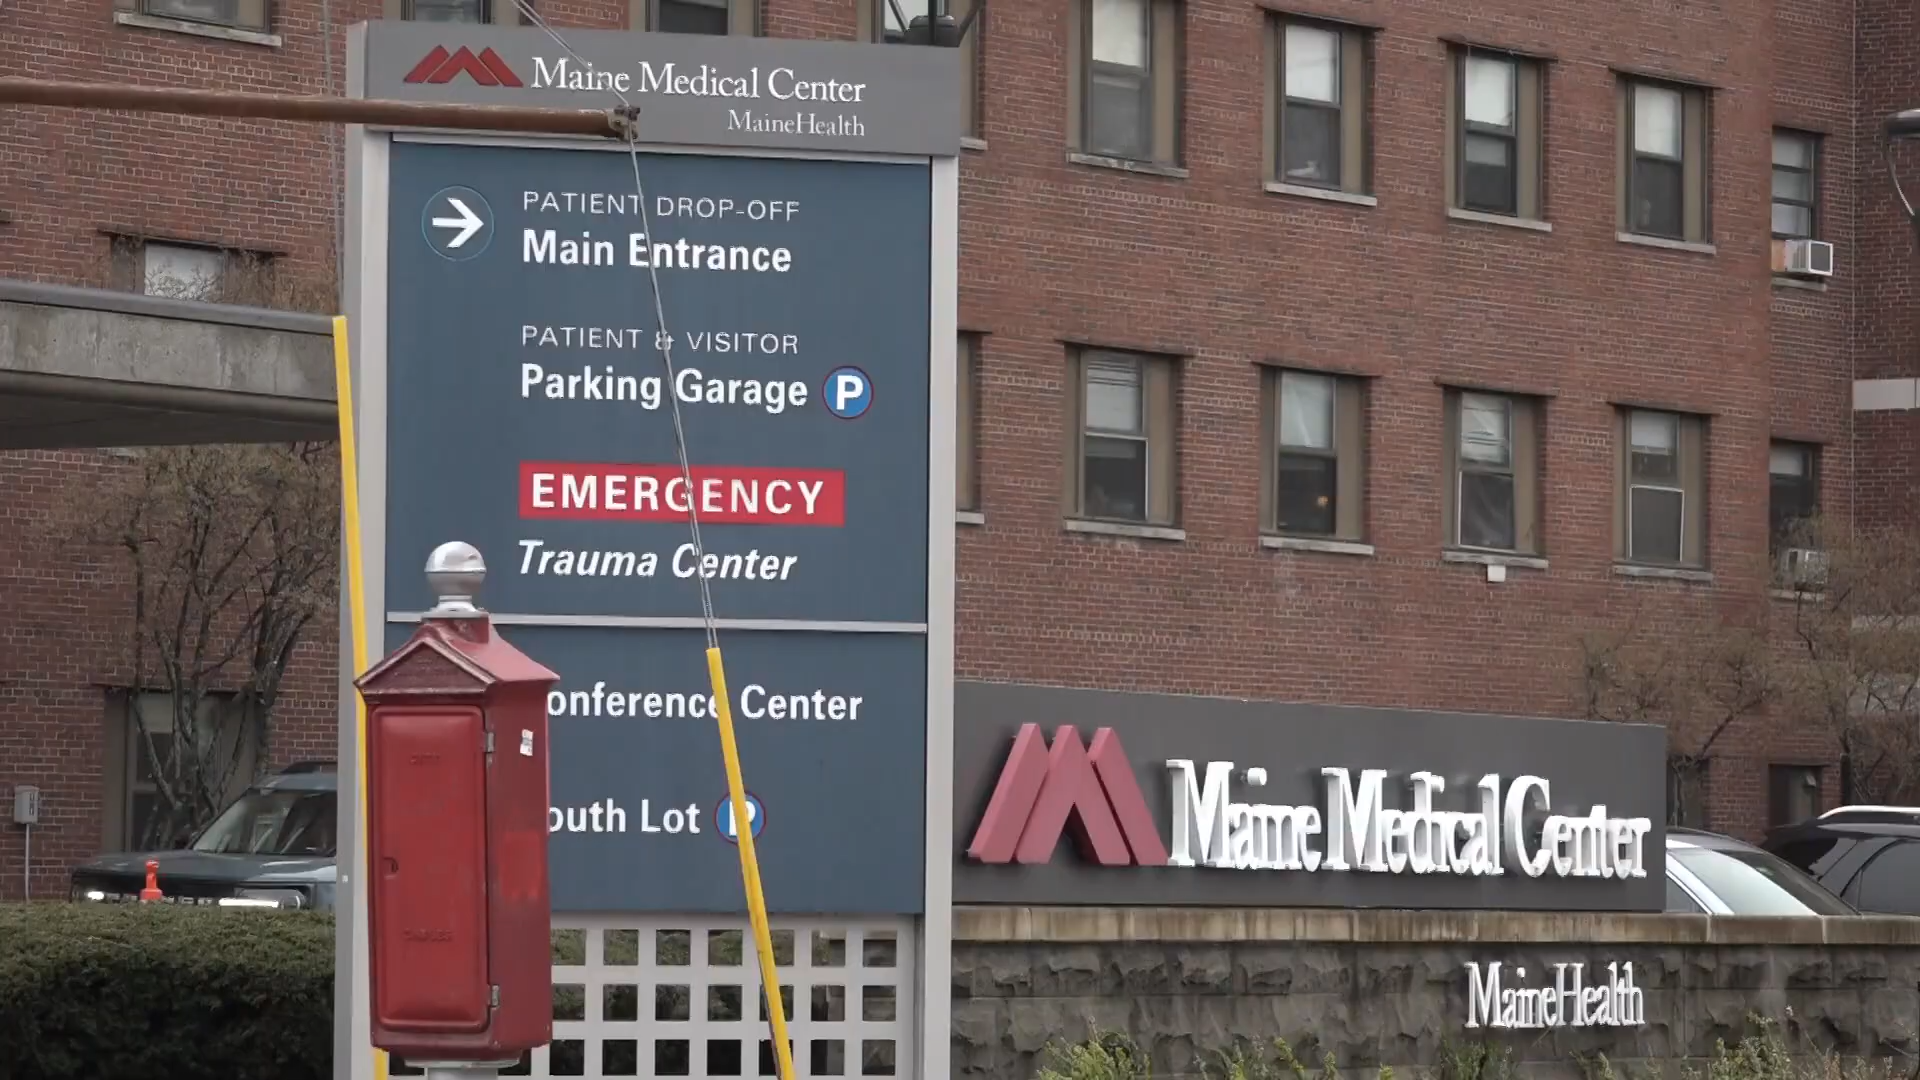 Maine Medical Center
MaineHealth
PATIENT DROP-OFF
Main Entrance
PATIENT & VISITOR
Parking Garage P
EMERGENCY
Trauma Center
onference Center
outh Lot P
Maine Medical Center
MaineHealth